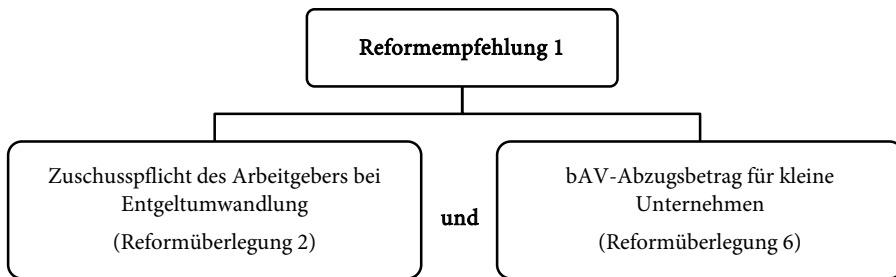 Reformempfehlung 1
Zuschusspflicht des Arbeitgebers bei
Entgeltumwandlung
(Reformüberlegung 2)
und
bAV-Abzugsbetrag für kleine
Unternehmen
(Reformüberlegung 6)